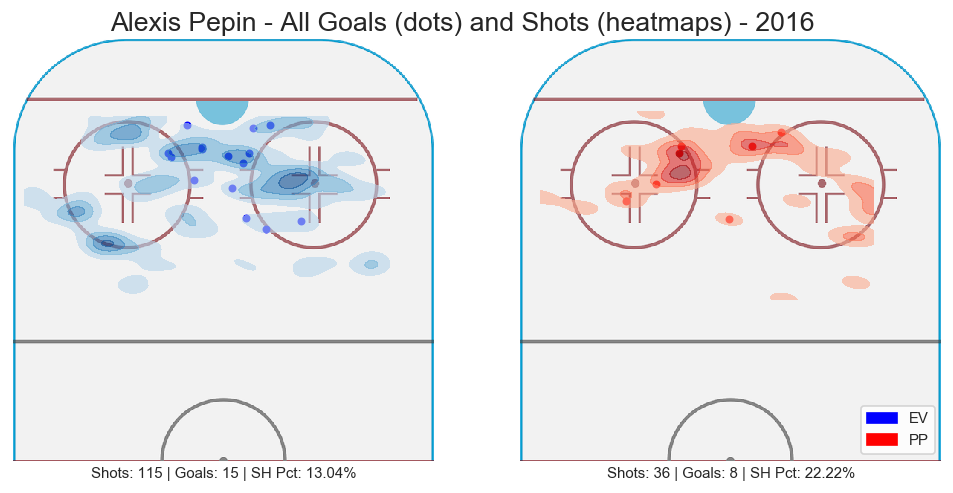 Alexis Pepin - All Goals (dots) and Shots (heatmaps) - 2016
EV
PP
Shots: 115 | Goals: 15 | SH Pct: 13.04%
Shots: 36 | Goals: 8 | SH Pct: 22.22%